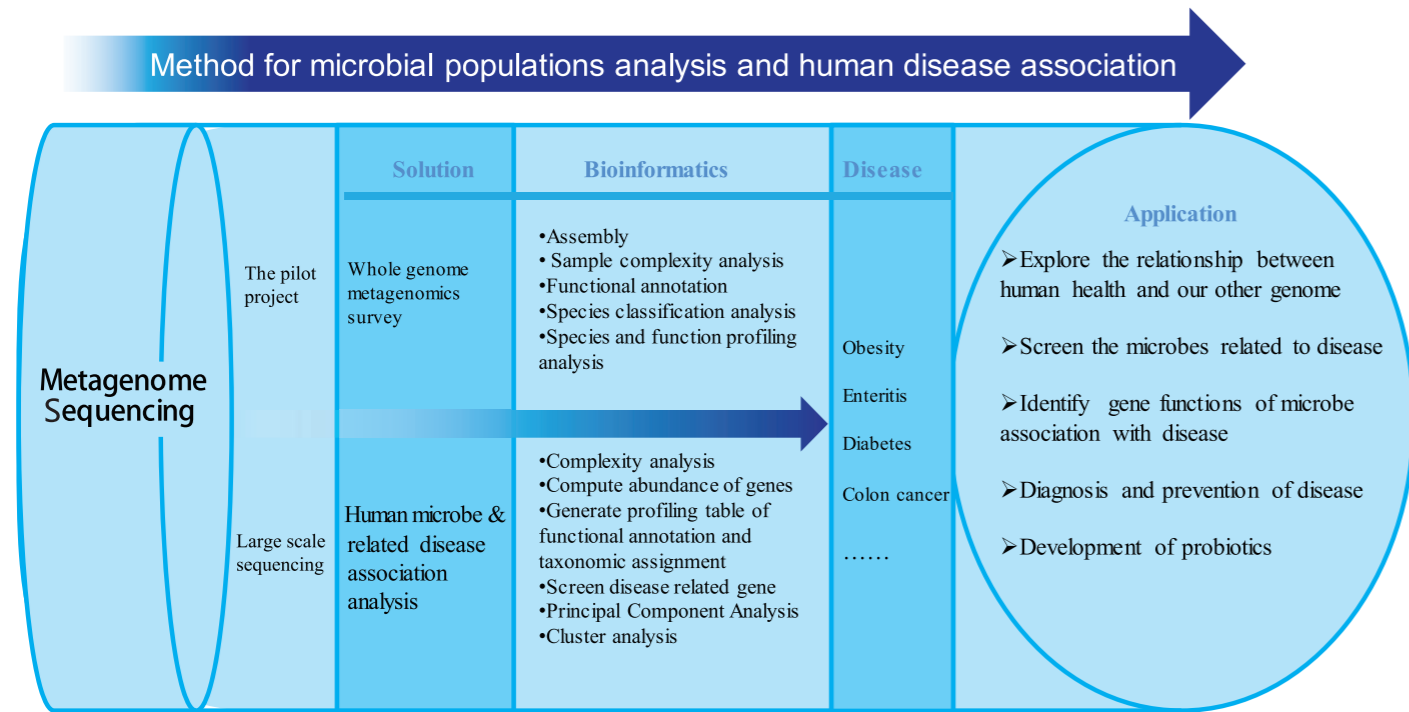 Method for microbial populations analysis and human disease association
Metagenome
Sequencing
The pilot
project
Large scale
sequencing
Solution
Whole genome
metagenomics
survey
Human microbe &
related disease
association
analysis
Bioinformatics
•Assembly
• Sample complexity analysis
•Functional annotation
•Species classification analysis
•Species and function profiling
analysis
•Complexity analysis
•Compute abundance of genes
•Generate profiling table of
functional annotation and
taxonomic assignment
•Screen disease related gene
•Principal Component Analysis
•Cluster analysis
Disease
Obesity
Enteritis
Diabetes
Colon cancer
……
Application
➢Explore the relationship between
human health and our other genome
➢Screen the microbes related to disease
➢Identify gene functions of microbe
association with disease
➢Diagnosis and prevention of disease
➢Development of probiotics